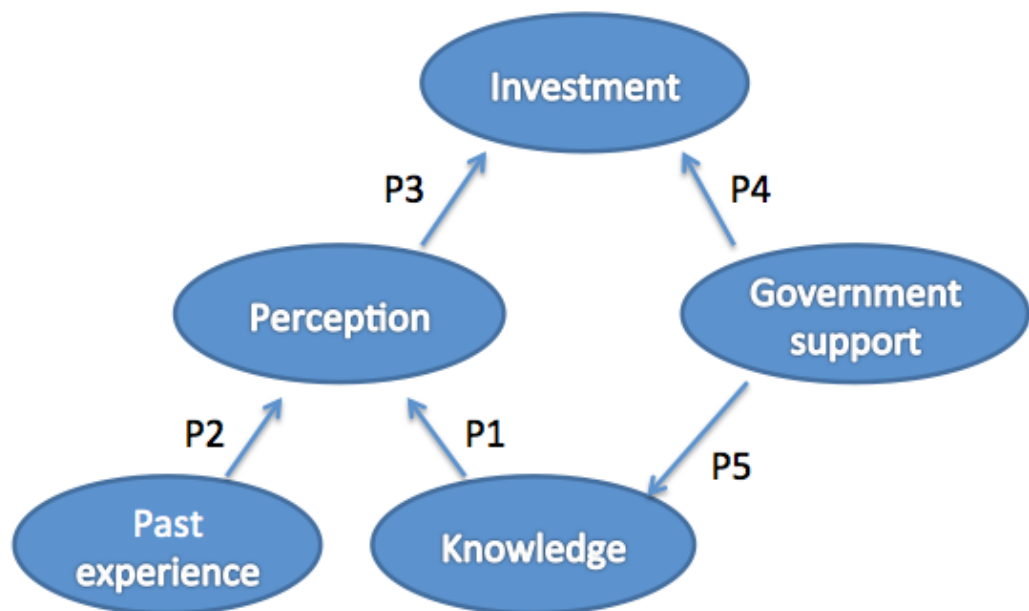 Investment
P3
P4
Perception
Government
support
P2
P1
P5
Past
experience
Knowledge